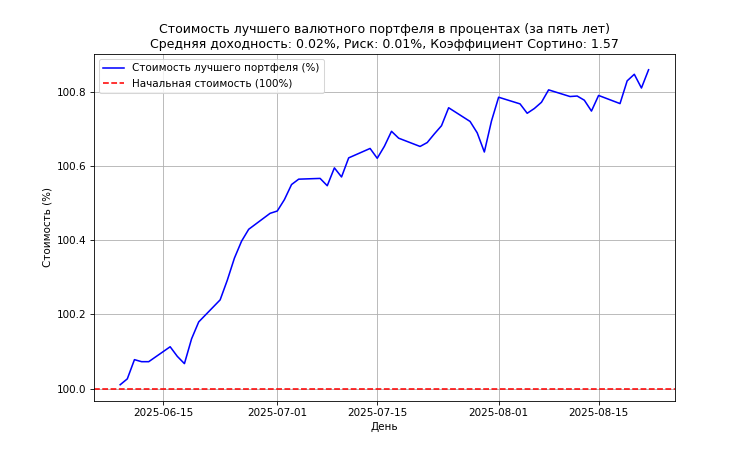 Стоимость лучшего валютного портфеля в процентах (за пять лет)
Средняя доходность: 0.02%, Риск: 0.01%, Коэффициент Сортино: 1.57
Стоимость лучшего портфеля (%)
Начальная стоимость (100%)
Стоимость (%)
100.8
100.6
100.4
100.2
100.0
2025-06-15
2025-07-01
2025-07-15
2025-08-01
2025-08-15
День